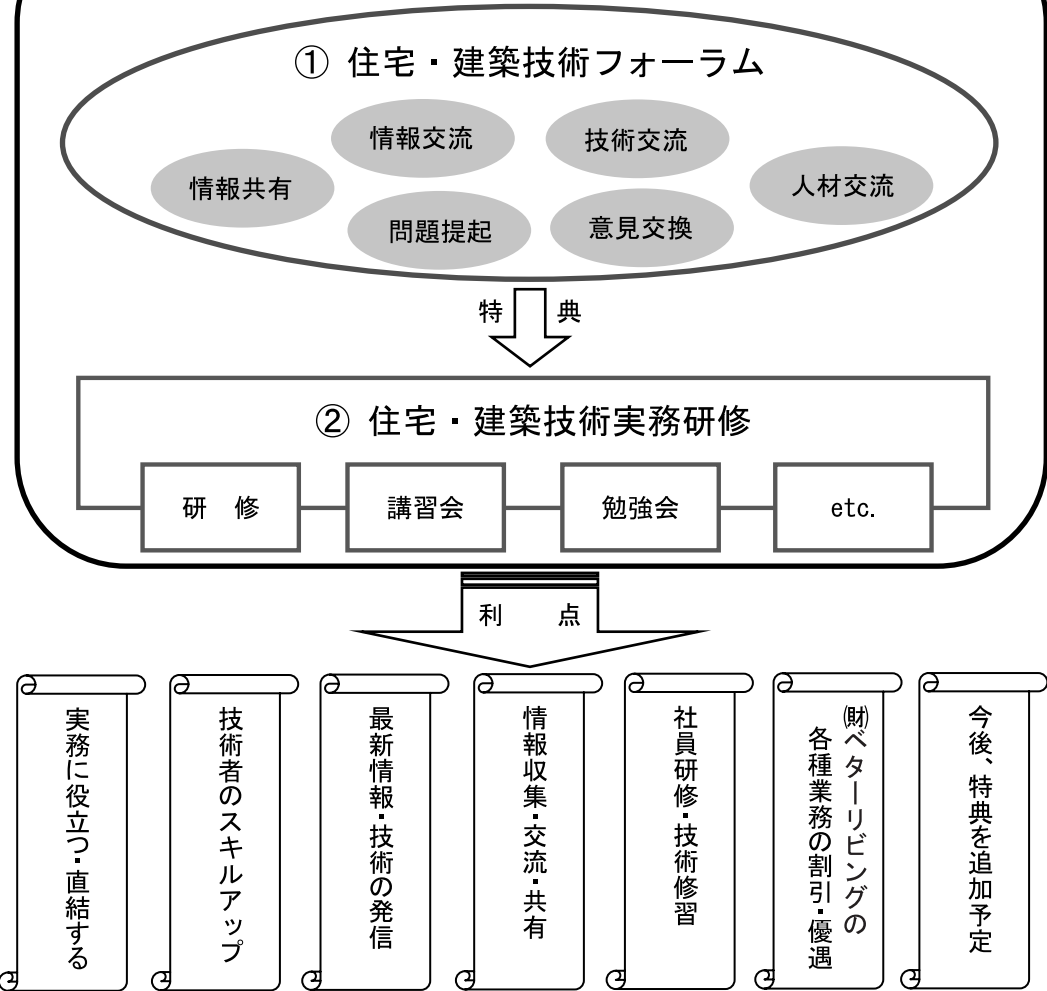 ① 住宅・建築技術フォーラム
情報交流
技術交流
情報共有
人材交流
問題提起
意見交換
特 典
② 住宅・建築技術実務研修
研 修
講習会
勉強会
etc.
利 点
実務に役立つ・直結する
技術者のスキルアップ
最新情報・技術の発信
情報収集・交流・共有
社員研修・技術修習
㈶ベターリビングの
各種業務の割引・優遇
今後、特典を追加予定